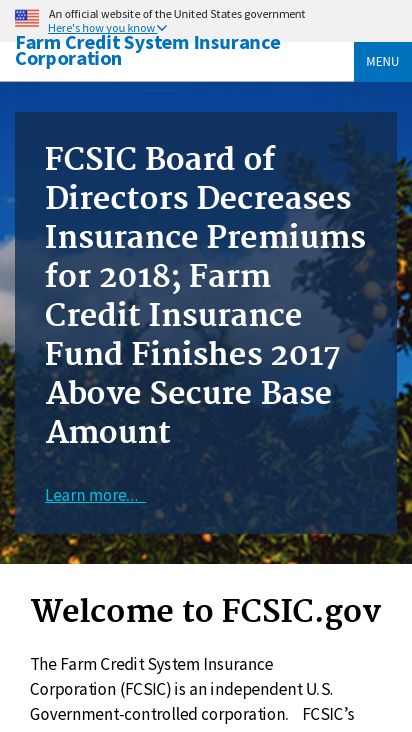 An official website of the United States government
Here's how you know
Farm Credit System Insurance
Corporation
MENU
FCSIC Board of
Directors Decreases
Insurance Premiums
for 2018; Farm
Credit Insurance
Fund Finishes 2017
Above Secure Base
Amount
Learn more...
Welcome to FCSIC.gov
The Farm Credit System Insurance
Corporation (FCSIC) is an independent U.S.
Government-controlled corporation. FCSIC’s